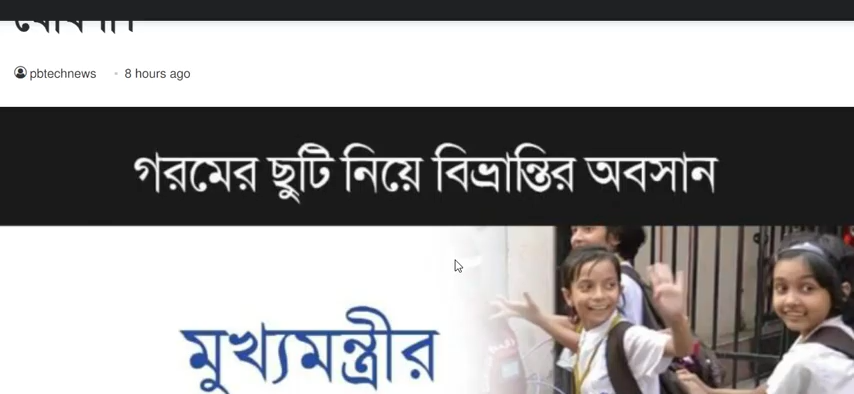 pbtechnews • 8 hours ago
গরমের ছুটি নিয়ে বিভ্রান্তির অবসান
মুখ্যমন্ত্রীর